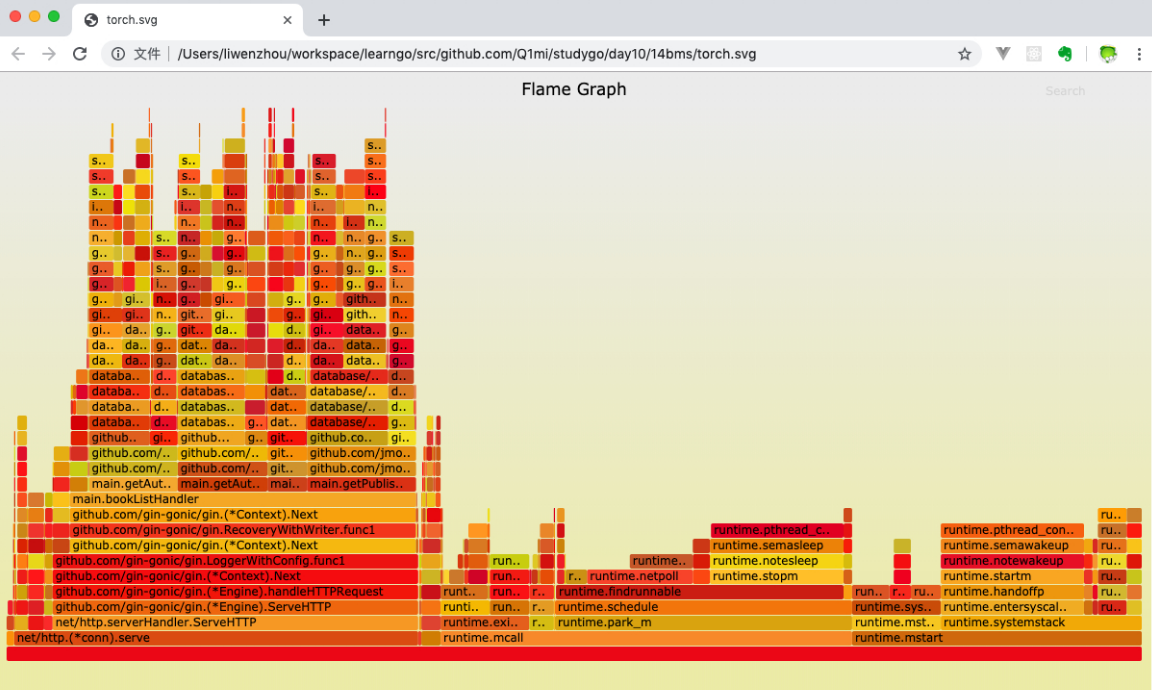 torch.svg
文件 /Users/liwenzhou/workspace/learngo/src/github.com/Q1mi/studygo/day10/14bms/torch.svg
Flame Graph
Search
s..
s.. s.. s.. s..
s.. s.. s.. s..
s.. s.. i.. s.. i..
i.. i.. n.. i.. n..
n.. n.. n.. n.. i.. n..
n.. s.. n.. g.. n.. n.. g.. s..
g.. s.. g.. g.. g.. n.. g.. s..
g.. s.. g.. g.. g.. g.. g.. s..
g.. i.. g.. g.. g.. g.. g.. i..
g.. gi.. n.. g.. gi.. g.. g.. gith.. n..
gi.. gi.. n.. git.. gi.. g.. gi.. gith.. n..
gi.. da.. g.. git.. da.. d.. gi.. data.. g..
da.. da.. g.. dat.. da.. d.. da.. data.. g..
da.. da.. g.. dat.. da.. d.. da.. data.. g..
databa.. d.. databas.. d.. database/.. d..
databa.. d.. databas.. dat.. database/.. d..
databa.. d.. databas.. dat.. database/.. d..
databa.. d.. databas.. g.. dat.. database/.. g..
github.. gi.. github... g.. git.. github.co.. gi..
github.com/.. github.com/.. git.. github.com/jmo..
github.com/.. github.com/.. git.. github.com/jmo..
main.getAut.. main.getAut.. mai.. main.getPublis..
main.bookListHandler
github.com/gin-gonic/gin.(*Context).Next ru..
github.com/gin-gonic/gin.RecoveryWithWriter.func1 runtime.pthread_c.. runtime.pthread_con.. ru..
github.com/gin-gonic/gin.(*Context).Next runtime.semasleep runtime.semawakeup ru..
github.com/gin-gonic/gin.LoggerWithConfig.func1 run.. runtime.. runtime.notesleep runtime.notewakeup ru..
github.com/gin-gonic/gin.(*Context).Next run.. r.. runtime.netpoll runtime.stopm runtime.startm ru..
github.com/gin-gonic/gin.(*Engine).handleHTTPRequest runt.. run.. r.. runtime.findrunnable run.. r.. ru.. runtime.handoffp ru..
github.com/gin-gonic/gin.(*Engine).ServeHTTP runti.. run.. r.. runtime.schedule runtime.sys.. runtime.entersyscal.. ru..
net/http.serverHandler.ServeHTTP runtime.exi.. r.. runtime.park_m runtime.mst.. runtime.systemstack
net/http.(*conn).serve runtime.mcall runtime.mstart